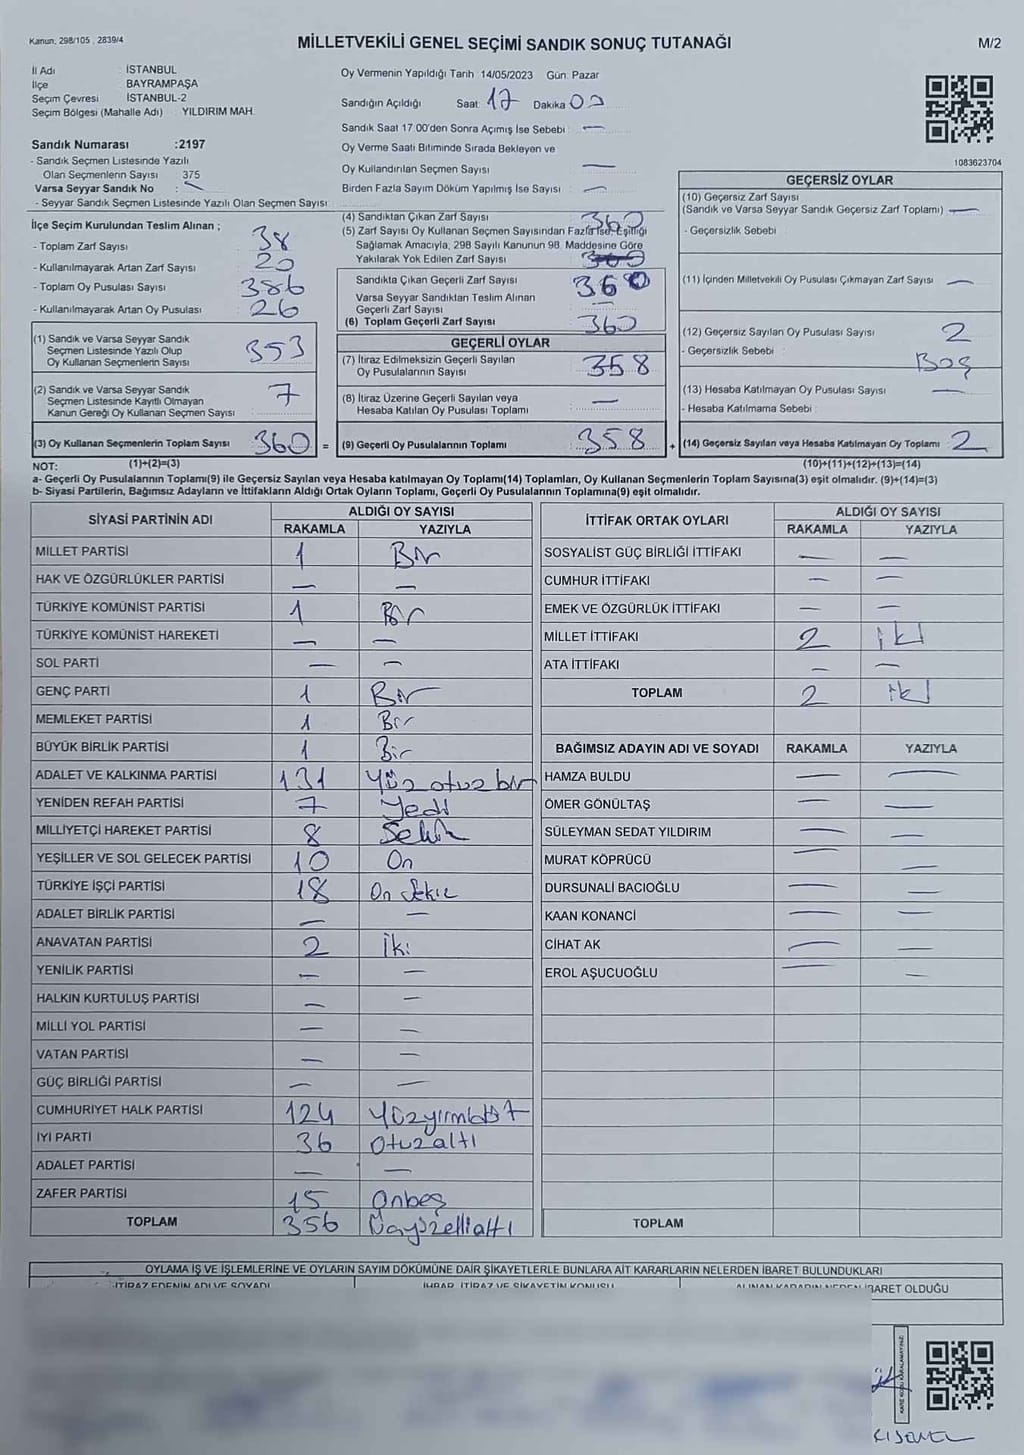 Kanun, 298/105 , 2839/4
MİLLETVEKİLİ GENEL SEÇİMİ SANDIK SONUÇ TUTANAĞI
M/2
İl Adı : İSTANBUL
İlçe : BAYRAMPAŞA
Seçim Çevresi : İSTANBUL-2
Seçim Bölgesi (Mahalle Adı) : YILDIRIM MAH.
Sandık Numarası :2197
- Sandık Seçmen Listesinde Yazılı
Olan Seçmenlerin Sayısı 375
Varsa Seyyar Sandık No :
- Seyyar Sandık Seçmen Listesinde Yazılı Olan Seçmen Sayısı :
Oy Vermenin Yapıldığı Tarih 14/05/2023 Gün: Pazar
Sandığın Açıldığı Saat 17 Dakika 00
Sandık Saat 17:00'den Sonra Açımış İse Sebebi : —
Oy Verme Saati Bitiminde Sırada Bekleyen ve
Oy Kullandırılan Seçmen Sayısı : —
Birden Fazla Sayım Döküm Yapılmış İse Sayısı : —
1083623704
İlçe Seçim Kurulundan Teslim Alınan ;
- Toplam Zarf Sayısı
- Kullanılmayarak Artan Zarf Sayısı 20
- Toplam Oy Pusulası Sayısı 386
- Kullanılmayarak Artan Oy Pusulası 26
(1) Sandık ve Varsa Seyyar Sandık
Seçmen Listesinde Yazılı Olup
Oy Kullanan Seçmenlerin Sayısı 353
(2) Sandık ve Varsa Seyyar Sandık
Seçmen Listesinde Kayıtlı Olmayan
Kanun Gereği Oy Kullanan Seçmen Sayısı 7
(3) Oy Kullanan Seçmenlerin Toplam Sayısı 360 =
(1)+(2)=(3)
(4) Sandıktan Çıkan Zarf Sayısı 360
(5) Zarf Sayısı Oy Kullanan Seçmen Sayısından Fazla İse, Eşitliği
Sağlamak Amacıyla, 298 Sayılı Kanunun 98. Maddesine Göre
Yakılarak Yok Edilen Zarf Sayısı
Sandıkta Çıkan Geçerli Zarf Sayısı 360
Varsa Seyyar Sandıktan Teslim Alınan
Geçerli Zarf Sayısı —
(6) Toplam Geçerli Zarf Sayısı 360
GEÇERLİ OYLAR
(7) İtiraz Edilmeksizin Geçerli Sayılan
Oy Pusulalarının Sayısı 358
(8) İtiraz Üzerine Geçerli Sayılan veya
Hesaba Katılan Oy Pusulası Toplamı —
(9) Geçerli Oy Pusulalarının Toplamı : 358 +
GEÇERSİZ OYLAR
(10) Geçersiz Zarf Sayısı
(Sandık ve Varsa Seyyar Sandık Geçersiz Zarf Toplamı) : —
- Geçersizlik Sebebi :
(11) İçinden Milletvekili Oy Pusulası Çıkmayan Zarf Sayısı : —
(12) Geçersiz Sayılan Oy Pusulası Sayısı : 2
- Geçersizlik Sebebi : Boş
(13) Hesaba Katılmayan Oy Pusulası Sayısı : —
- Hesaba Katılmama Sebebi :
(14) Geçersiz Sayılan veya Hesaba Katılmayan Oy Toplamı : 2
(10)+(11)+(12)+(13)=(14)
NOT:
a- Geçerli Oy Pusulalarının Toplamı(9) ile Geçersiz Sayılan veya Hesaba katılmayan Oy Toplamı(14) Toplamları, Oy Kullanan Seçmenlerin Toplam Sayısına(3) eşit olmalıdır. (9)+(14)=(3)
b- Siyasi Partilerin, Bağımsız Adayların ve İttifakların Aldığı Ortak Oyların Toplamı, Geçerli Oy Pusulalarının Toplamına(9) eşit olmalıdır.
SİYASİ PARTİNİN ADI ALDIĞI OY SAYISI
RAKAMLA YAZIYLA
MİLLET PARTİSİ 1 Bir
HAK VE ÖZGÜRLÜKLER PARTİSİ — —
TÜRKİYE KOMÜNİST PARTİSİ 1 Bir
TÜRKİYE KOMÜNİST HAREKETİ — —
SOL PARTİ — —
GENÇ PARTİ 1 Bir
MEMLEKET PARTİSİ 1 Bir
BÜYÜK BİRLİK PARTİSİ 1 Bir
ADALET VE KALKINMA PARTİSİ 131 Yüz otuz bir
YENİDEN REFAH PARTİSİ 7 Yedi
MİLLİYETÇİ HAREKET PARTİSİ 8 Sekiz
YEŞİLLER VE SOL GELECEK PARTİSİ 10 On
TÜRKİYE İŞÇİ PARTİSİ 18 On sekiz
ADALET BİRLİK PARTİSİ — —
ANAVATAN PARTİSİ 2 İki
YENİLİK PARTİSİ — —
HALKIN KURTULUŞ PARTİSİ — —
MİLLİ YOL PARTİSİ — —
VATAN PARTİSİ — —
GÜÇ BİRLİĞİ PARTİSİ — —
CUMHURİYET HALK PARTİSİ 124 Yüzyirmidört
İYİ PARTİ 36 Otuzaltı
ADALET PARTİSİ — —
ZAFER PARTİSİ 15 Onbeş
TOPLAM 356 Üçyüzelliıaltı
İTTİFAK ORTAK OYLARI ALDIĞI OY SAYISI
RAKAMLA YAZIYLA
SOSYALİST GÜÇ BİRLİĞİ İTTİFAKI — —
CUMHUR İTTİFAKI — —
EMEK VE ÖZGÜRLÜK İTTİFAKI — —
MİLLET İTTİFAKI 2 iki
ATA İTTİFAKI — —
TOPLAM 2 iki
BAĞIMSIZ ADAYIN ADI VE SOYADI RAKAMLA YAZIYLA
HAMZA BULDU — —
ÖMER GÖNÜLTAŞ — —
SÜLEYMAN SEDAT YILDIRIM — —
MURAT KÖPRÜCÜ — —
DURSUNALİ BACIOĞLU — —
KAAN KONANCİ — —
CİHAT AK — —
EROL AŞUCUOĞLU — —
TOPLAM
OYLAMA İŞ VE İŞLEMLERİNE VE OYLARIN SAYIM DÖKÜMÜNE DAİR ŞİKAYETLERLE BUNLARA AİT KARARLARIN NELERDEN İBARET BULUNDUKLARI
İTİRAZ EDENİN ADI VE SOYADI İHBAR, İTİRAZ VE ŞİKAYETİN KONUSU ALINAN KARARIN NEDEN İBARET OLDUĞU